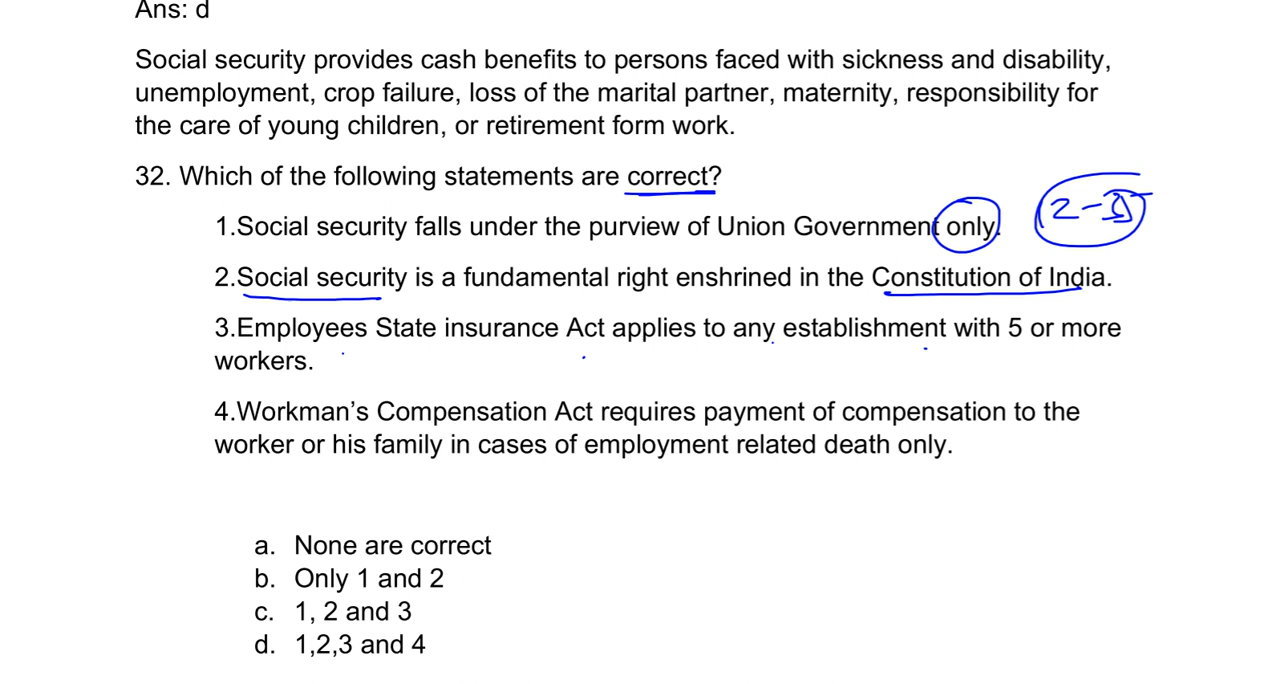 Ans: d
Social security provides cash benefits to persons faced with sickness and disability,
unemployment, crop failure, loss of the marital partner, maternity, responsibility for
the care of young children, or retirement form work.
32. Which of the following statements are correct?
1.Social security falls under the purview of Union Government only.
2.Social security is a fundamental right enshrined in the Constitution of India.
3.Employees State insurance Act applies to any establishment with 5 or more
workers.
4.Workman’s Compensation Act requires payment of compensation to the
worker or his family in cases of employment related death only.
a. None are correct
b. Only 1 and 2
c. 1, 2 and 3
d. 1,2,3 and 4